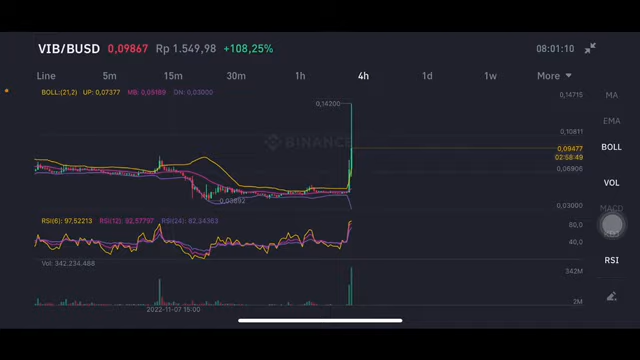 VIB/BUSD 0,09867 Rp 1.549,98 +108,25% 08:01:10
Line 5m 15m 30m 1h 4h 1d 1w More
BOLL:(21,2) UP: 0,07377 MB: 0,05189 DN: 0,03000
0,14715
MA
0,14200
EMA
0,10811
BINANCE
0,09477
BOLL
02:58:49
0,06906
VOL
0,03892
0,03000
MACD
RSI(6): 97,52213 RSI(12): 82,57797 RSI(24): 82,34363
80,0
40,0
RSI
Vol: 342.234.488
342M
2M
2022-11-07 15:00